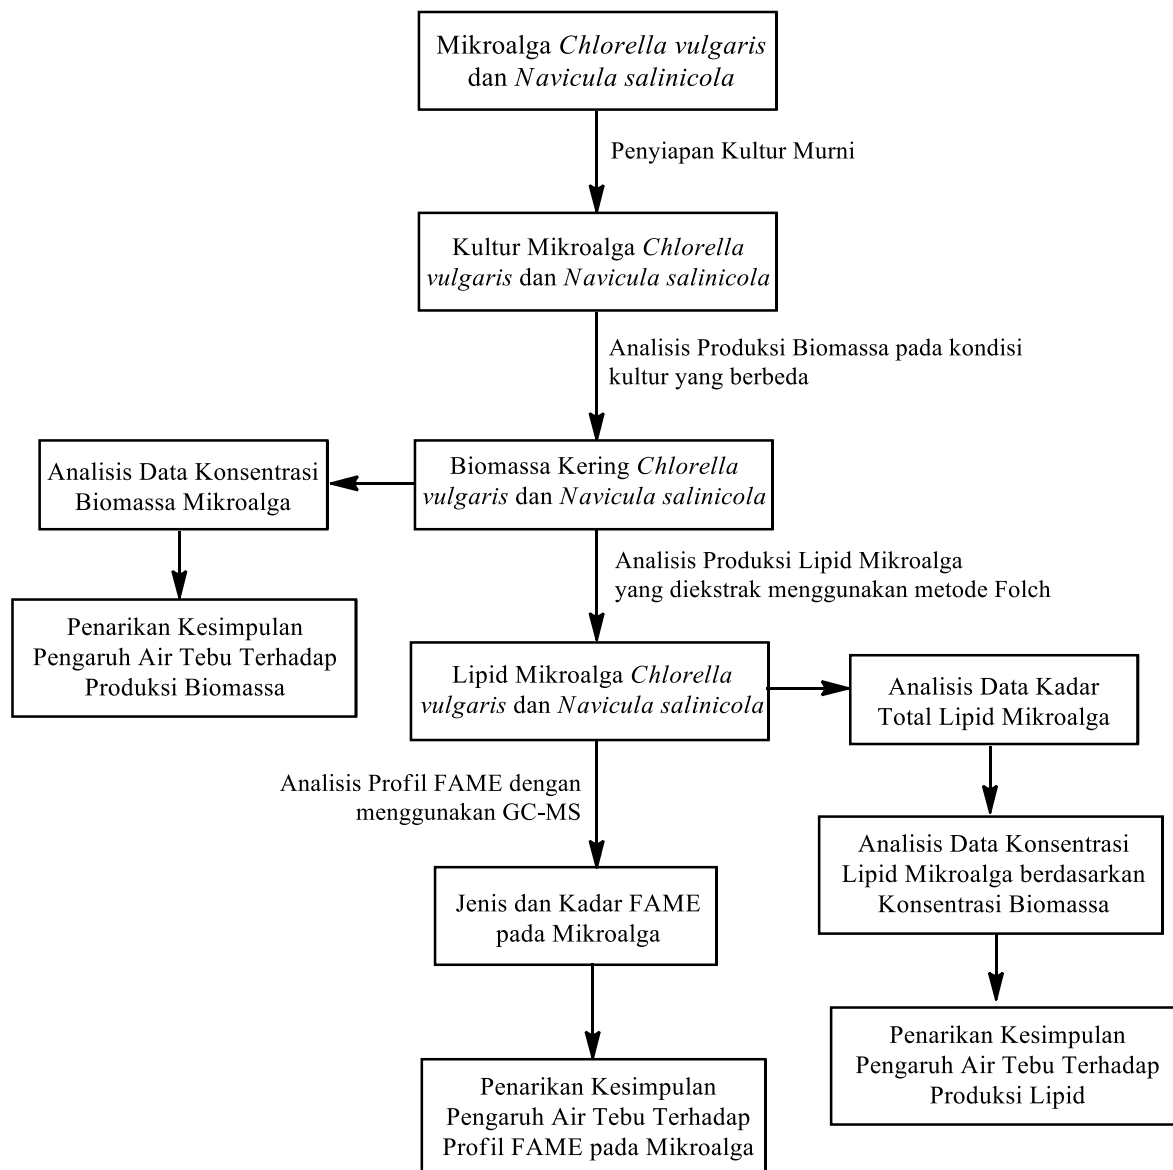 Mikroalga Chlorella vulgaris
dan Navicula salinicola
Penyiapan Kultur Murni
Kultur Mikroalga Chlorella
vulgaris dan Navicula salinicola
Analisis Produksi Biomassa pada kondisi
kultur yang berbeda
Biomassa Kering Chlorella
vulgaris dan Navicula salinicola
Analisis Data Konsentrasi
Biomassa Mikroalga
Penarikan Kesimpulan
Pengaruh Air Tebu Terhadap
Produksi Biomassa
Analisis Produksi Lipid Mikroalga
yang diekstrak menggunakan metode Folch
Lipid Mikroalga Chlorella
vulgaris dan Navicula salinicola
Analisis Data Kadar
Total Lipid Mikroalga
Analisis Data Konsentrasi
Lipid Mikroalga berdasarkan
Konsentrasi Biomassa
Penarikan Kesimpulan
Pengaruh Air Tebu Terhadap
Produksi Lipid
Analisis Profil FAME dengan
menggunakan GC-MS
Jenis dan Kadar FAME
pada Mikroalga
Penarikan Kesimpulan
Pengaruh Air Tebu Terhadap
Profil FAME pada Mikroalga